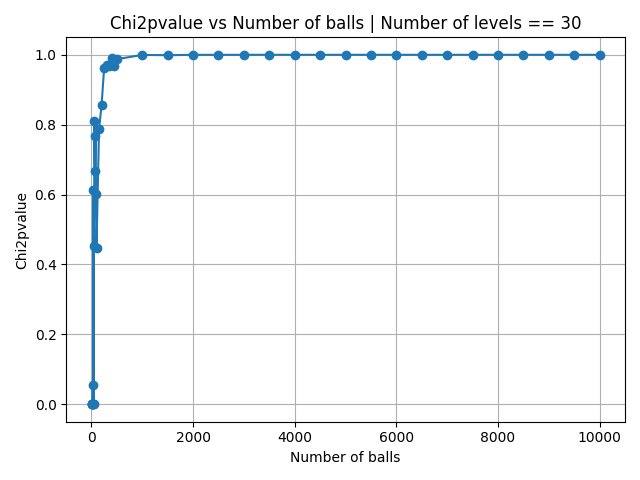 Chi2pvalue vs Number of balls | Number of levels == 30
1.0
0.8
0.6
0.4
0.2
0.0
Chi2pvalue
0 2000 4000 6000 8000 10000
Number of balls